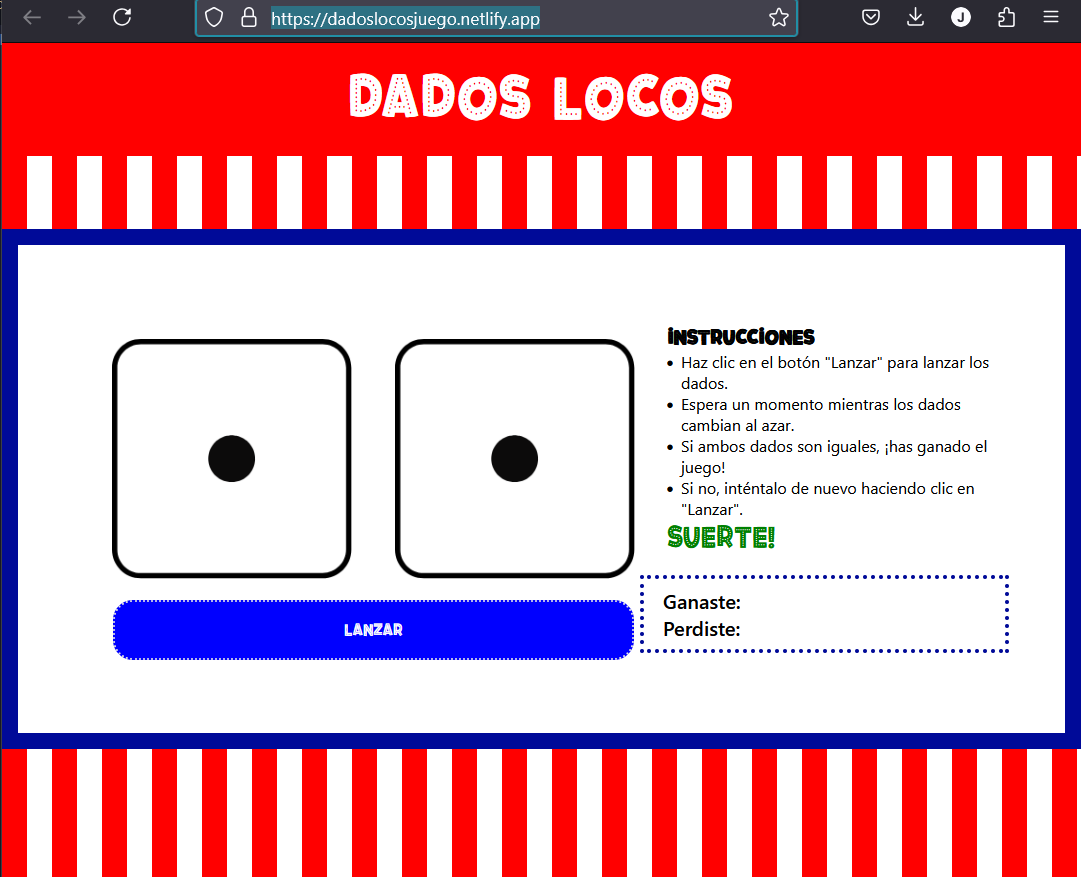 https://dadoslocosjuego.netlify.app
J
DADOS LOCOS
INSTRUCCIONES
• Haz clic en el botón "Lanzar" para lanzar los
dados.
• Espera un momento mientras los dados
cambian al azar.
• Si ambos dados son iguales, ¡has ganado el
juego!
• Si no, inténtalo de nuevo haciendo clic en
"Lanzar".
SUERTE!
LANZAR
Ganaste:
Perdiste: